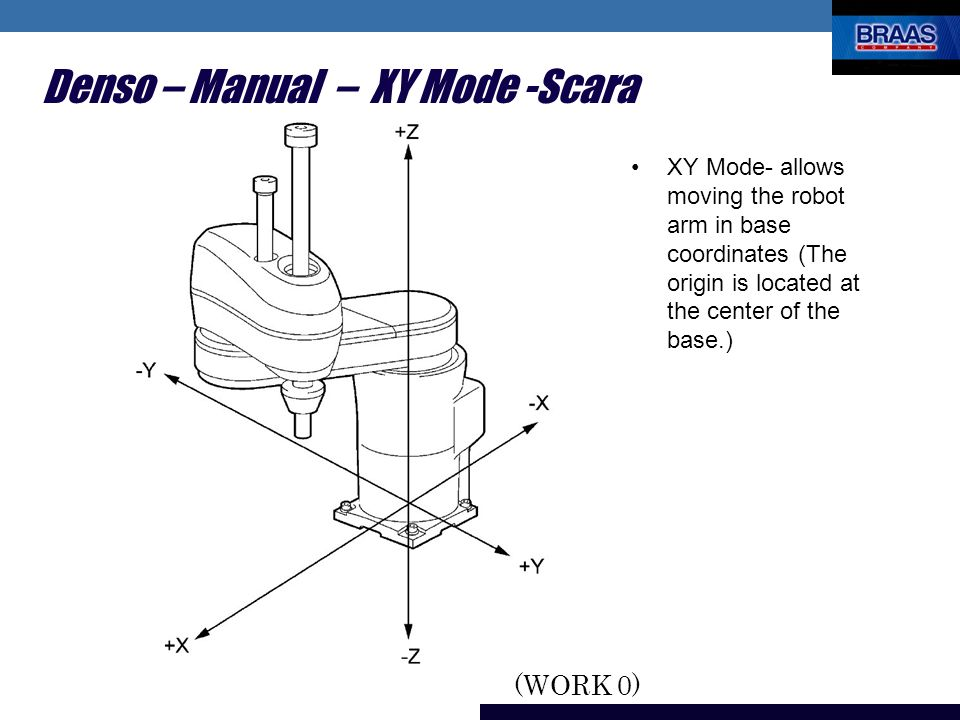 BRAAS
COMPANY
Denso – Manual – XY Mode -Scara
+Z
• XY Mode- allows
moving the robot
arm in base
coordinates (The
origin is located at
the center of the
base.)
-Y
-X
+Y
+X
-Z
(WORK 0)